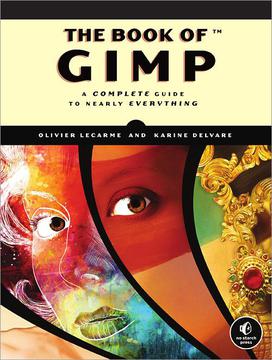 THE BOOK OF™
GIMP
A COMPLETE GUIDE
TO NEARLY EVERYTHING
OLIVIER LECARME AND KARINE DELVARE
no starch
press